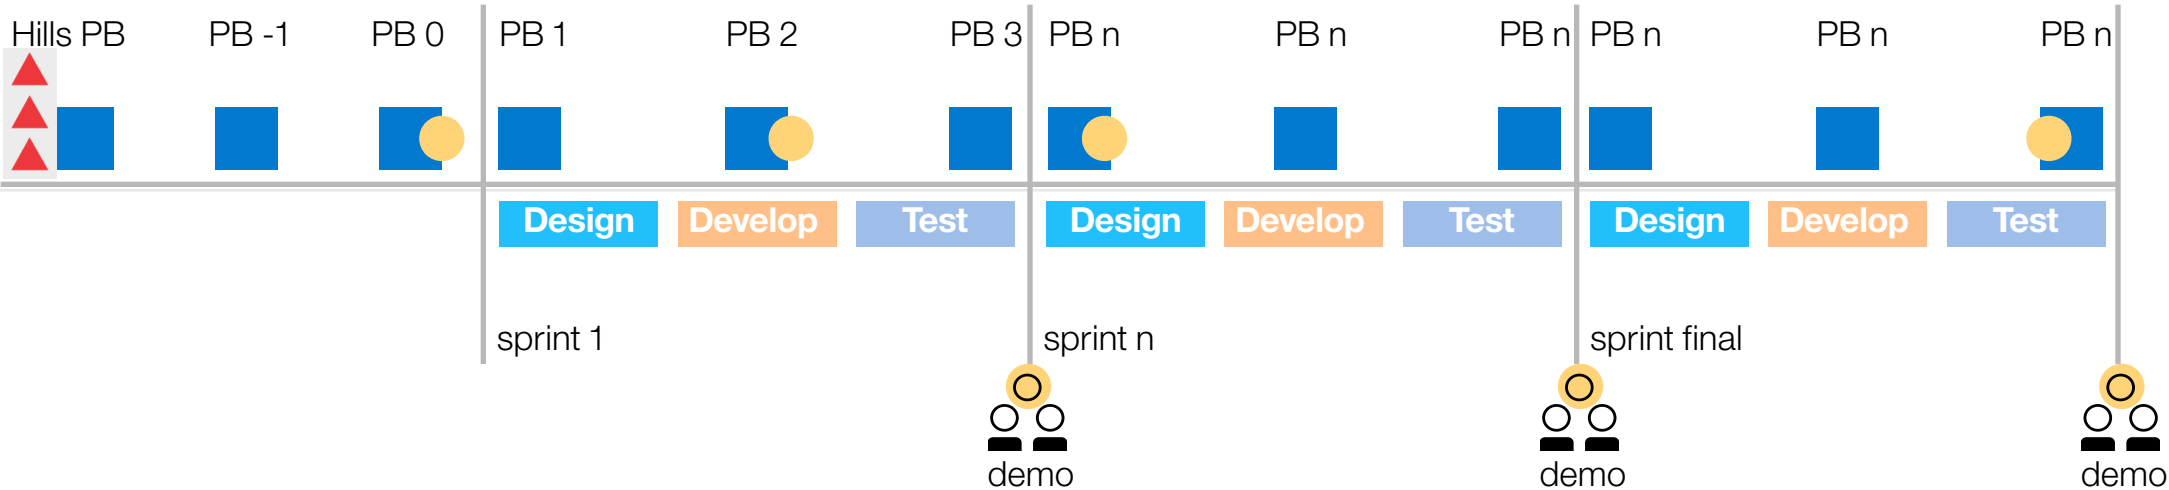 Hills PB PB -1 PB 0 PB 1 PB 2 PB 3 PB n PB n PB n PB n PB n PB n
Design Develop Test Design Develop Test Design Develop Test
sprint 1 sprint n sprint final
demo demo demo